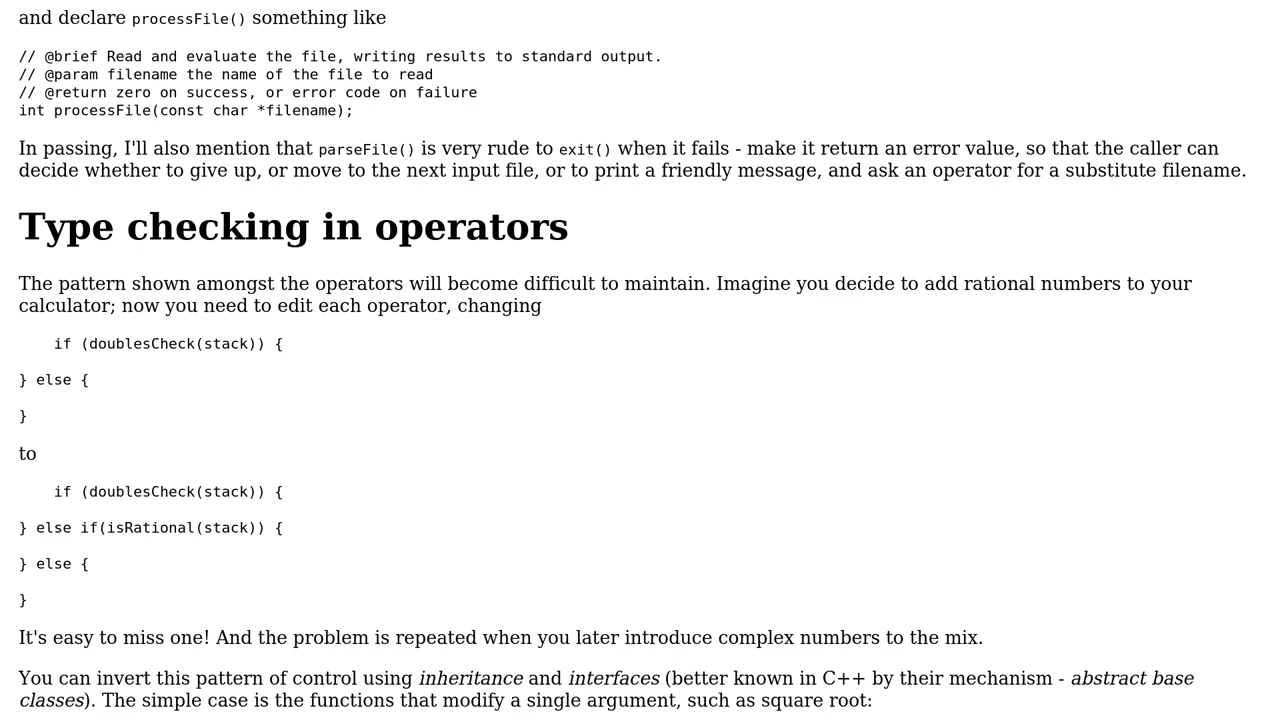 and declare processFile() something like
// @brief Read and evaluate the file, writing results to standard output.
// @param filename the name of the file to read
// @return zero on success, or error code on failure
int processFile(const char *filename);
In passing, I'll also mention that parseFile() is very rude to exit() when it fails - make it return an error value, so that the caller can
decide whether to give up, or move to the next input file, or to print a friendly message, and ask an operator for a substitute filename.
Type checking in operators
The pattern shown amongst the operators will become difficult to maintain. Imagine you decide to add rational numbers to your
calculator; now you need to edit each operator, changing
    if (doublesCheck(stack)) {
} else {
}
to
    if (doublesCheck(stack)) {
} else if(isRational(stack)) {
} else {
}
It's easy to miss one! And the problem is repeated when you later introduce complex numbers to the mix.
You can invert this pattern of control using inheritance and interfaces (better known in C++ by their mechanism - abstract base
classes). The simple case is the functions that modify a single argument, such as square root: